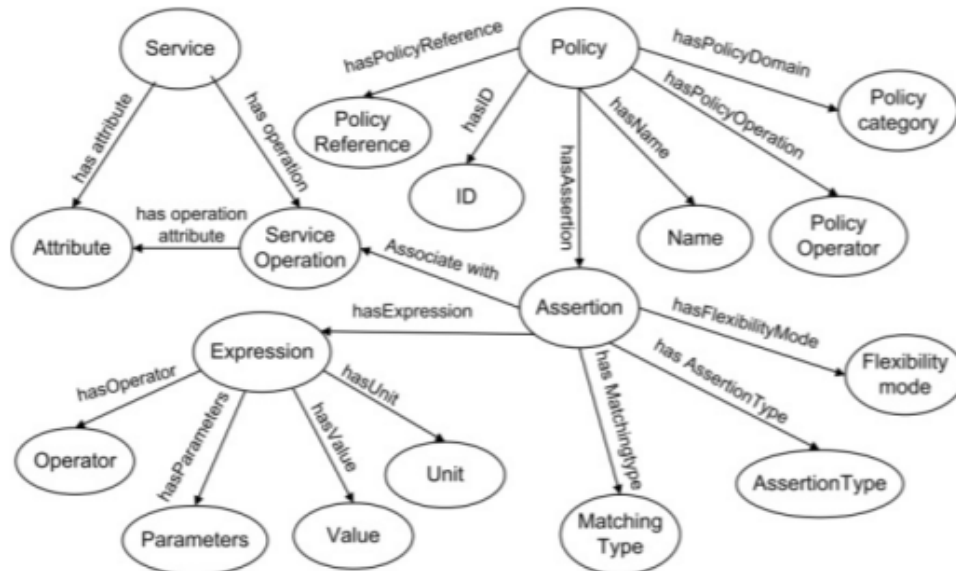 Service
hasPolicyReference
Policy
hasPolicyDomain
Policy
category
Policy
Reference
hasID
hasPolicyOperation
hasName
has attribute
has operation
hasAssertion
ID
Attribute
has operation
attribute
Service
Operation
Name
Policy
Operator
Associate with
Assertion
hasExpression
hasFlexibilityMode
Expression
Flexibility
mode
hasOperator
hasUnit
has AssertionType
hasParameters
hasValue
has Matchingtype
Operator
Unit
AssertionType
Parameters
Value
Matching
Type